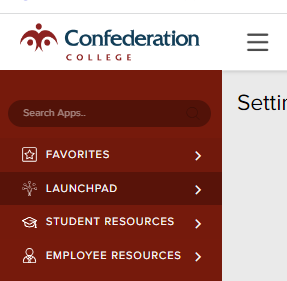 Confederation
COLLEGE
Search Apps..
Settin
FAVORITES
LAUNCHPAD
STUDENT RESOURCES
EMPLOYEE RESOURCES